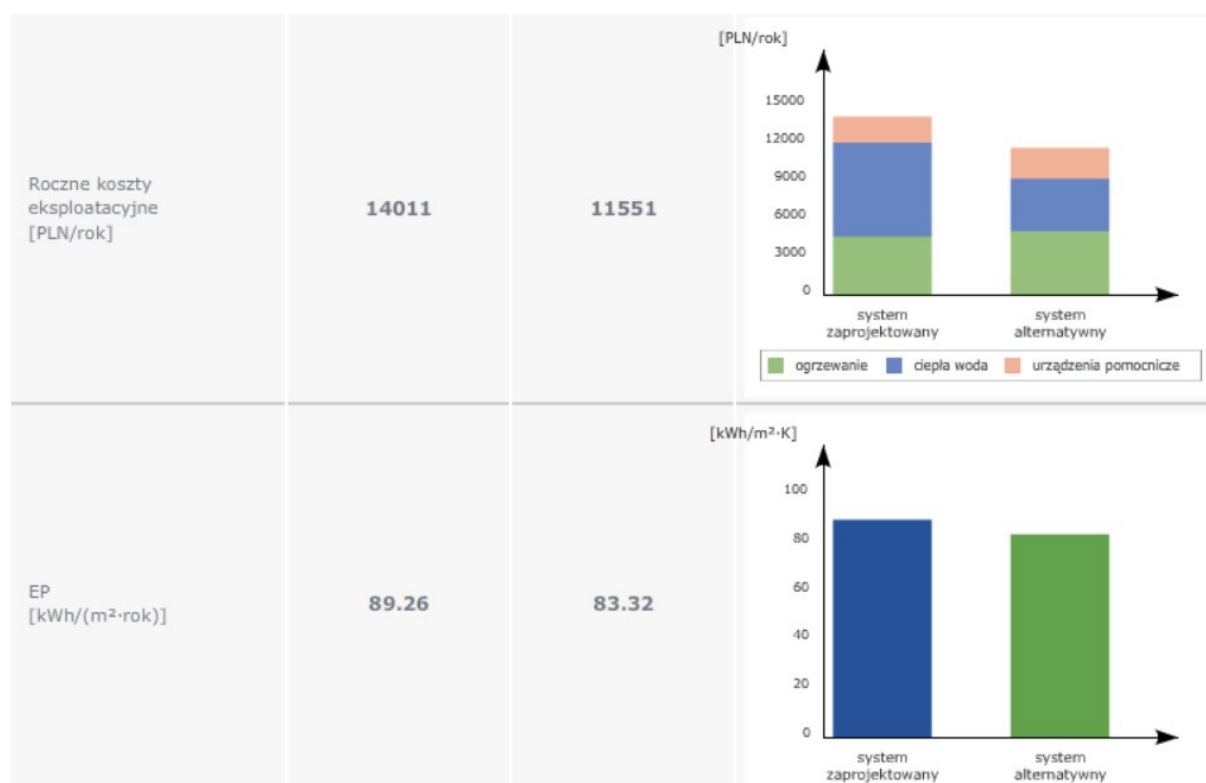 Roczne koszty
eksploatacyjne
[PLN/rok]
14011
11551
[PLN/rok]
15000
12000
9000
6000
3000
0
system
zaprojektowany
system
alternatywny
ogrzewanie
ciepła woda
urządzenia pomocnicze
EP
[kWh/(m²·rok)]
89.26
83.32
[kWh/m²·K]
100
80
60
40
20
0
system
zaprojektowany
system
alternatywny